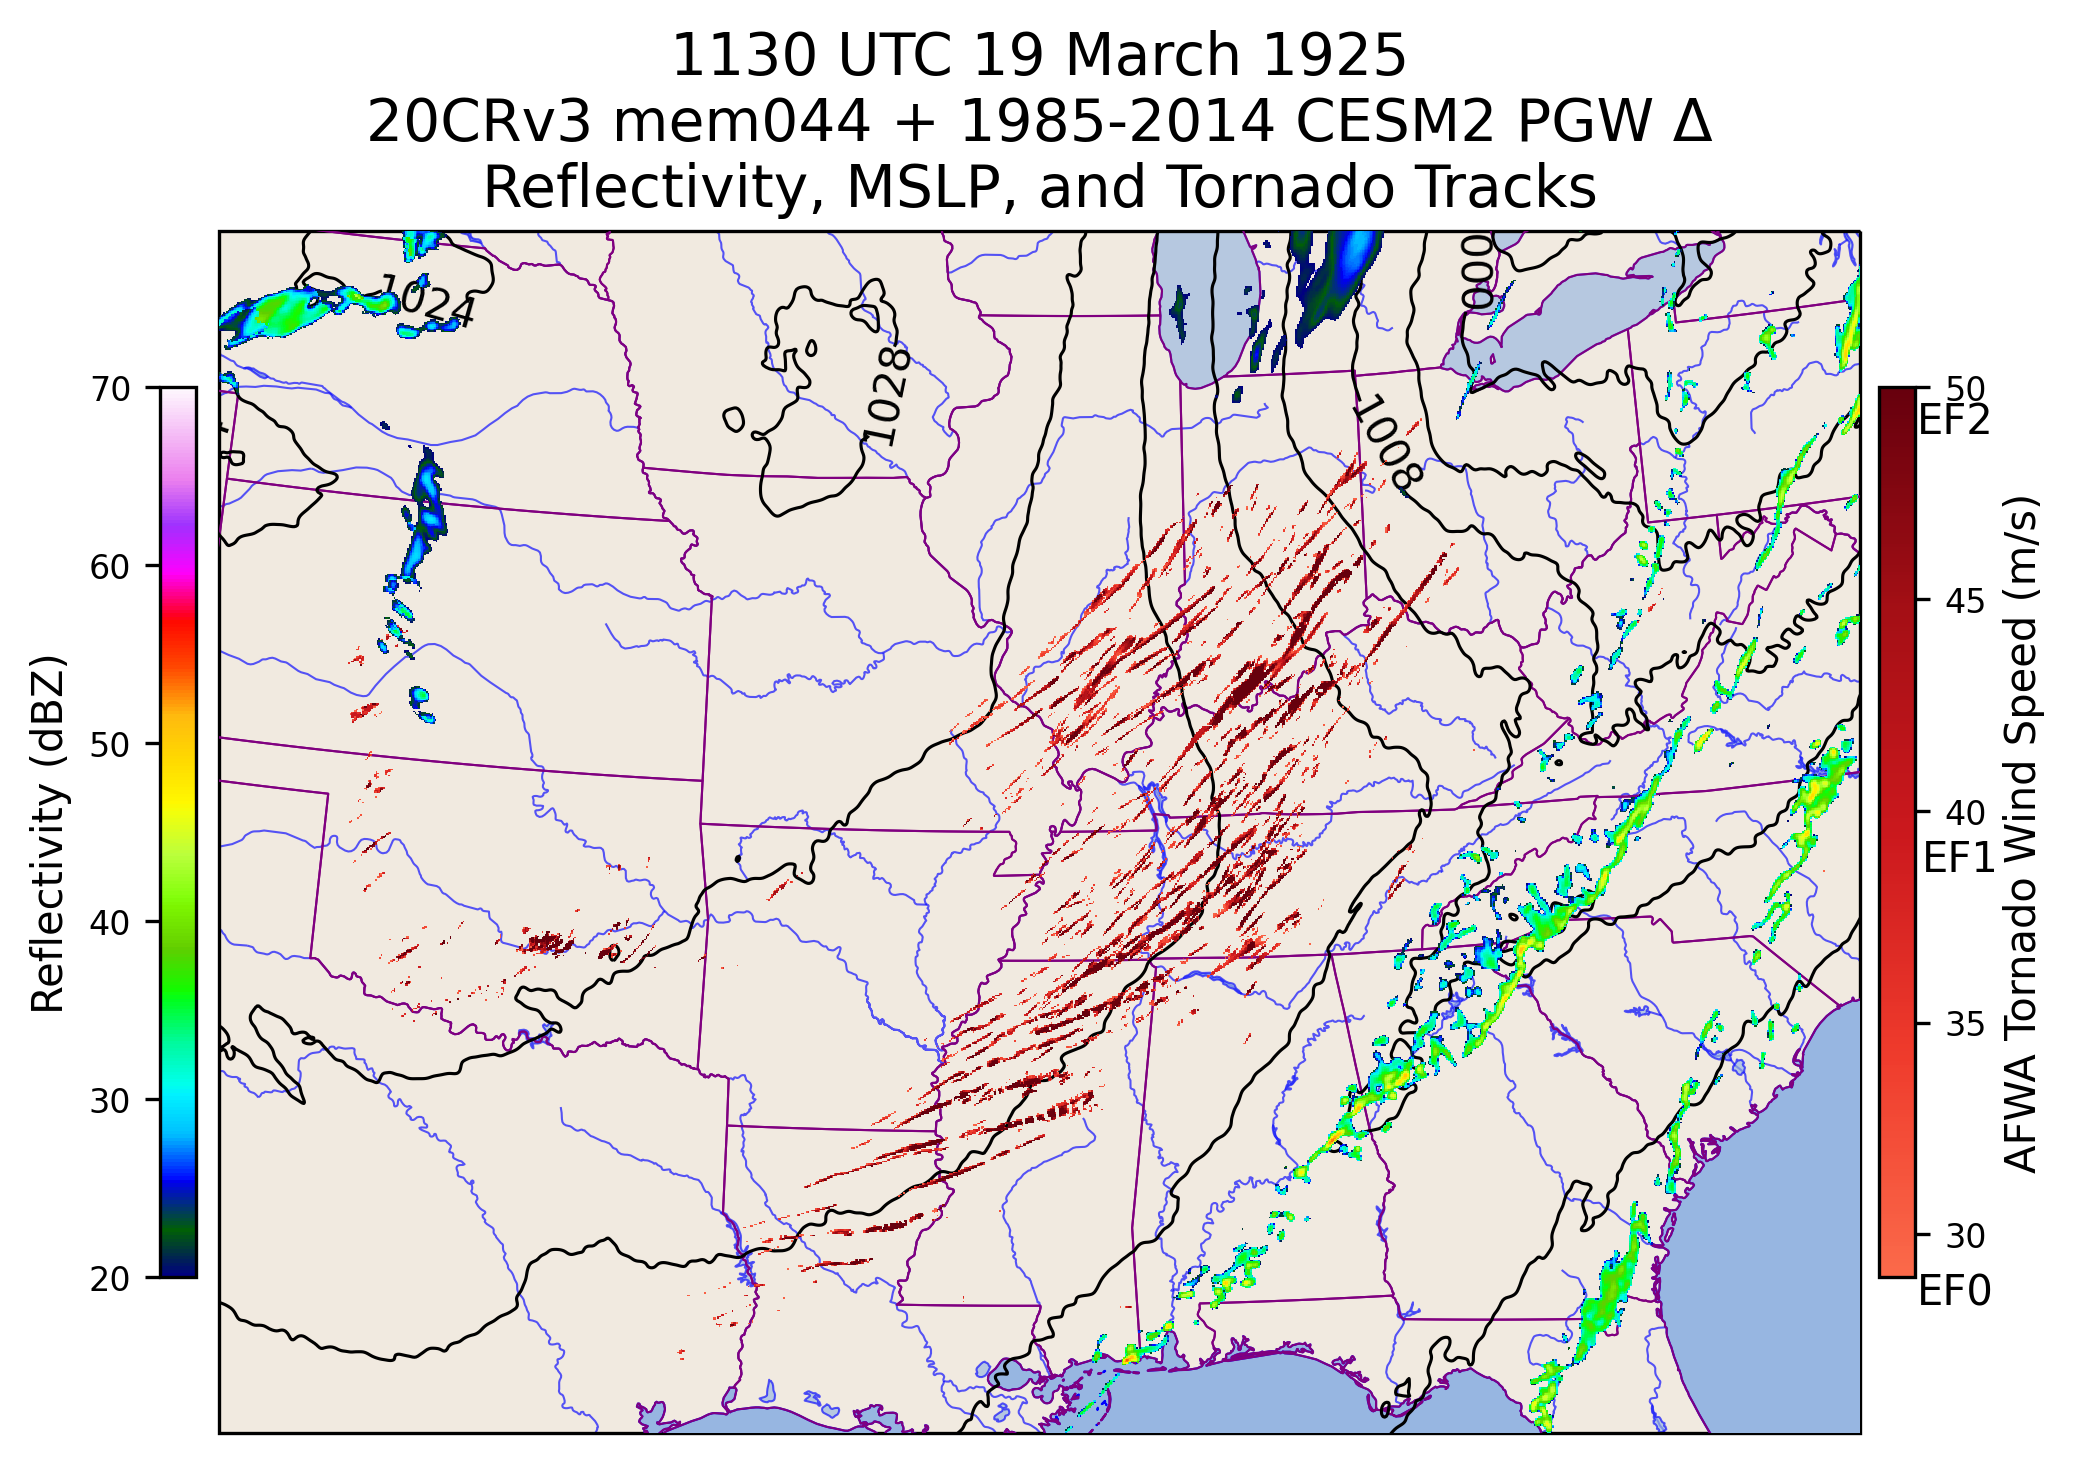 1130 UTC 19 March 1925
20CRv3 mem044 + 1985-2014 CESM2 PGW Δ
Reflectivity, MSLP, and Tornado Tracks
Reflectivity (dBZ)
70
60
50
40
30
20
1024
1028
1008
000
50
EF2
45
40
EF1
35
30
EF0
AFWA Tornado Wind Speed (m/s)